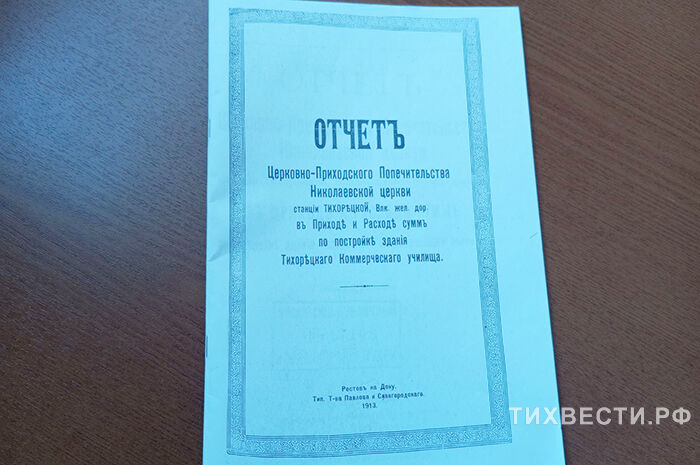 ОТЧЕТЪ
Церковно-Приходского Попечительства
Николаевской церкви
станціи ТИХОРѢЦКОЙ, Влк. жел. дор.
въ Приходѣ и Расходѣ суммъ
по постройкѣ зданія
Тихорѣцкаго Коммерческаго училища.
Ростовъ на Дону.
Тип. Т-ва Павлова и Славгородскаго.
1913.
ТИХВЕСТИ.РФ